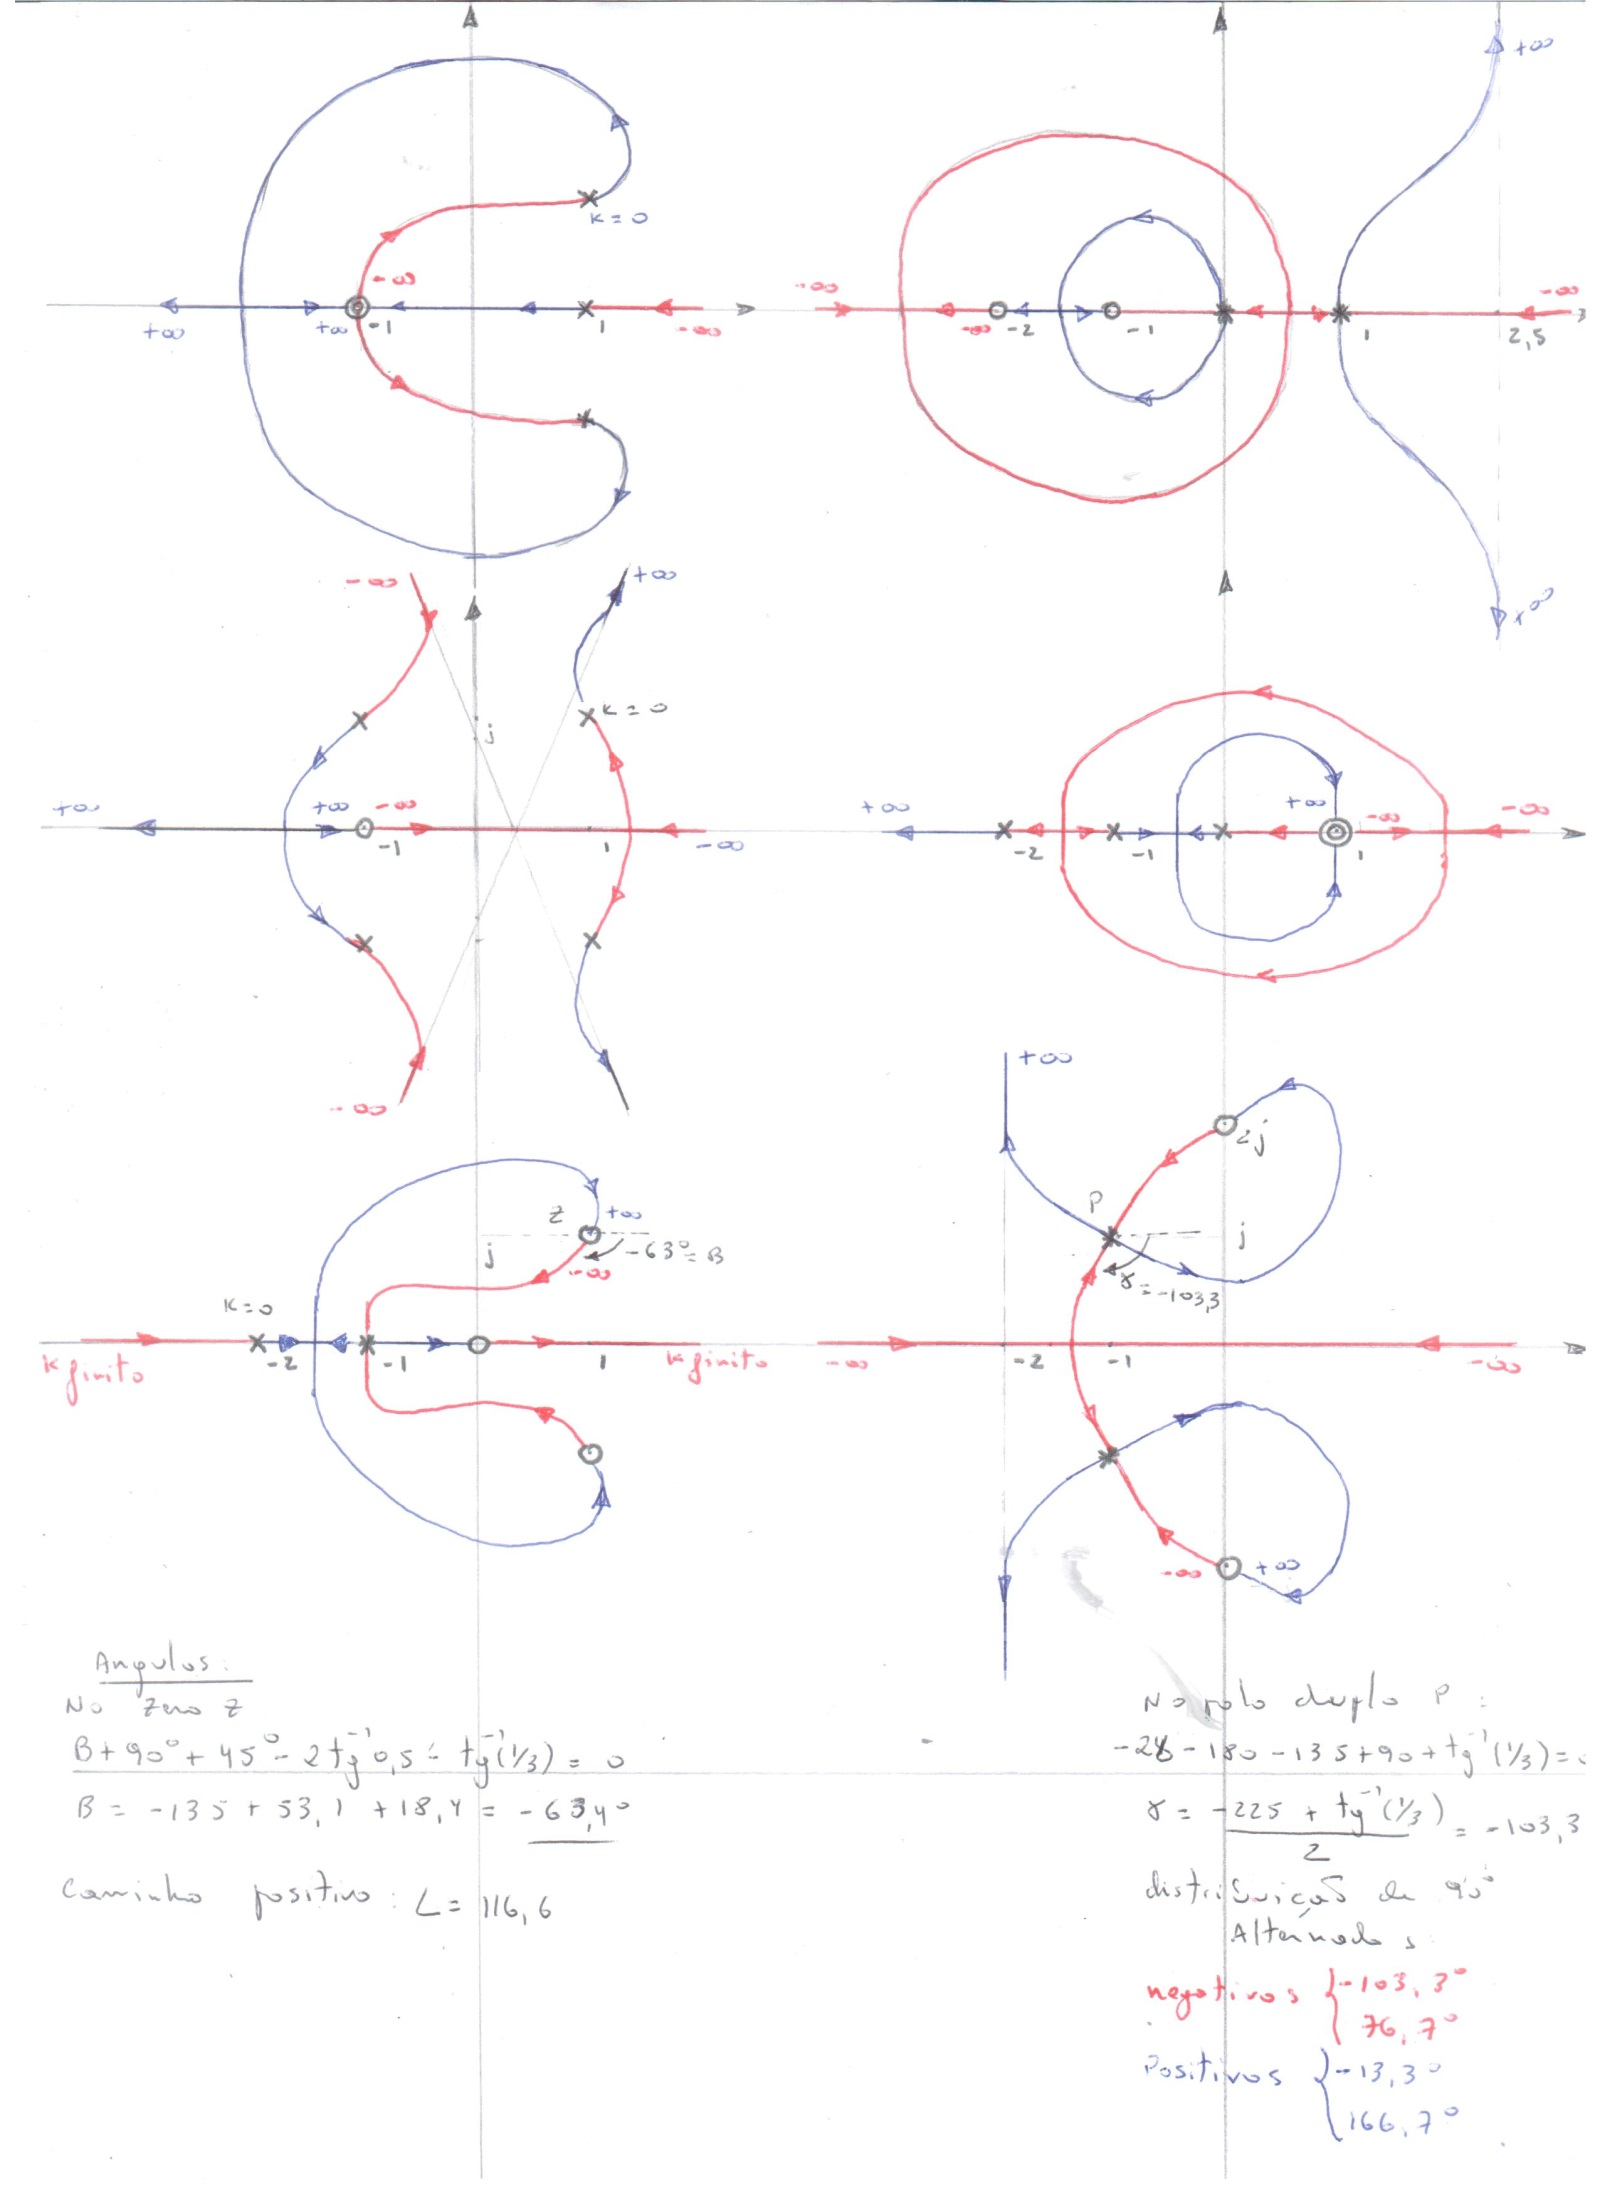 +∞
K=0
-∞
+∞
+∞
-1
1
-∞
-∞
-∞
-2
-1
1
2,5
-∞
+∞
-∞
+∞
K=0
j
+∞
+∞
-∞
-1
1
-∞
-∞
+∞
+∞
-∞
-∞
-2
-1
1
z
+∞
j
-63°=B
-∞
K=0
-2
-1
1
K finito
K finito
+∞
2j
P
j
γ=-103,3
-∞
-2
-1
-∞
-∞
+∞
Angulos:
No zero z
B+90°+45°-2tg⁻¹0,5-tg⁻¹(1/3)=0
B=-135+53,1+18,4=-63,4°
Caminho positivo: ∠=116,6
No polo duplo P:
-2γ-180-135+90+tg⁻¹(1/3)=0
γ=-225+tg⁻¹(1/3)/2=-103,3
distribuição de 90°
Alternados
negativos {-103,3°
76,7°
Positivos {-13,3°
166,7°